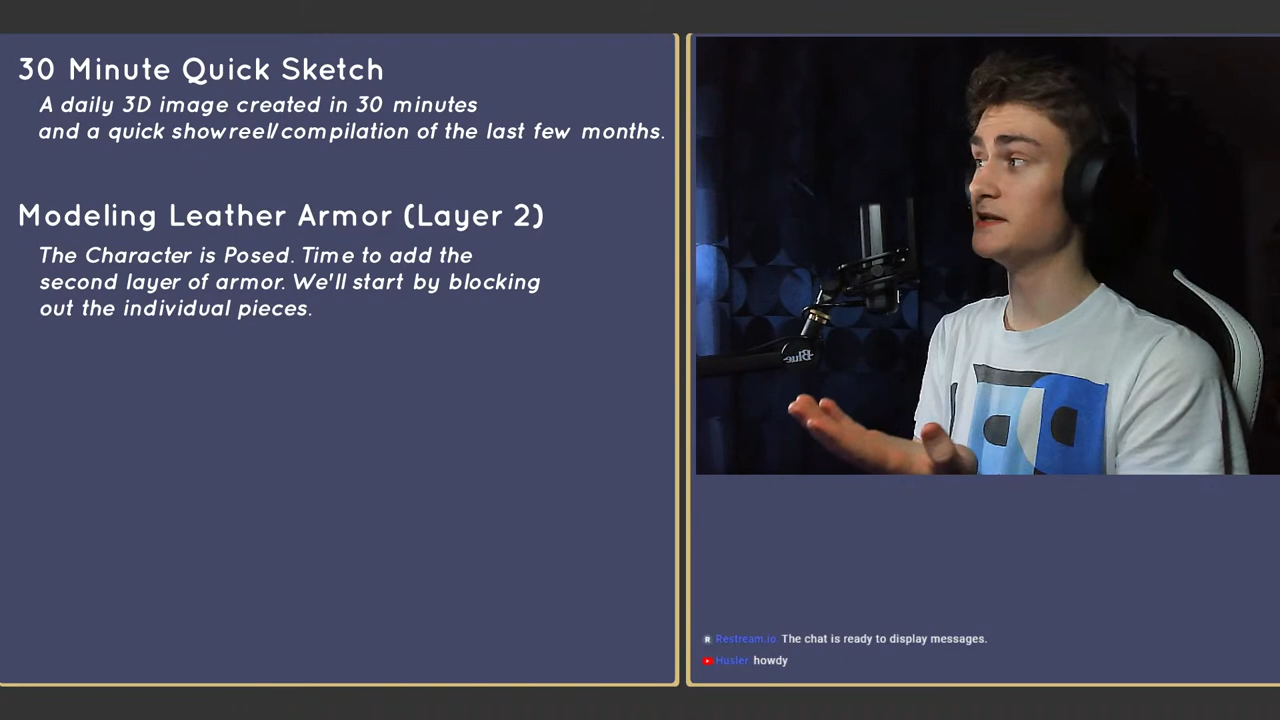 30 Minute Quick Sketch
A daily 3D image created in 30 minutes
and a quick showreel/compilation of the last few months.
Modeling Leather Armor (Layer 2)
The Character is Posed. Time to add the
second layer of armor. We'll start by blocking
out the individual pieces.
Blue
R Restream.io The chat is ready to display messages.
Husler howdy